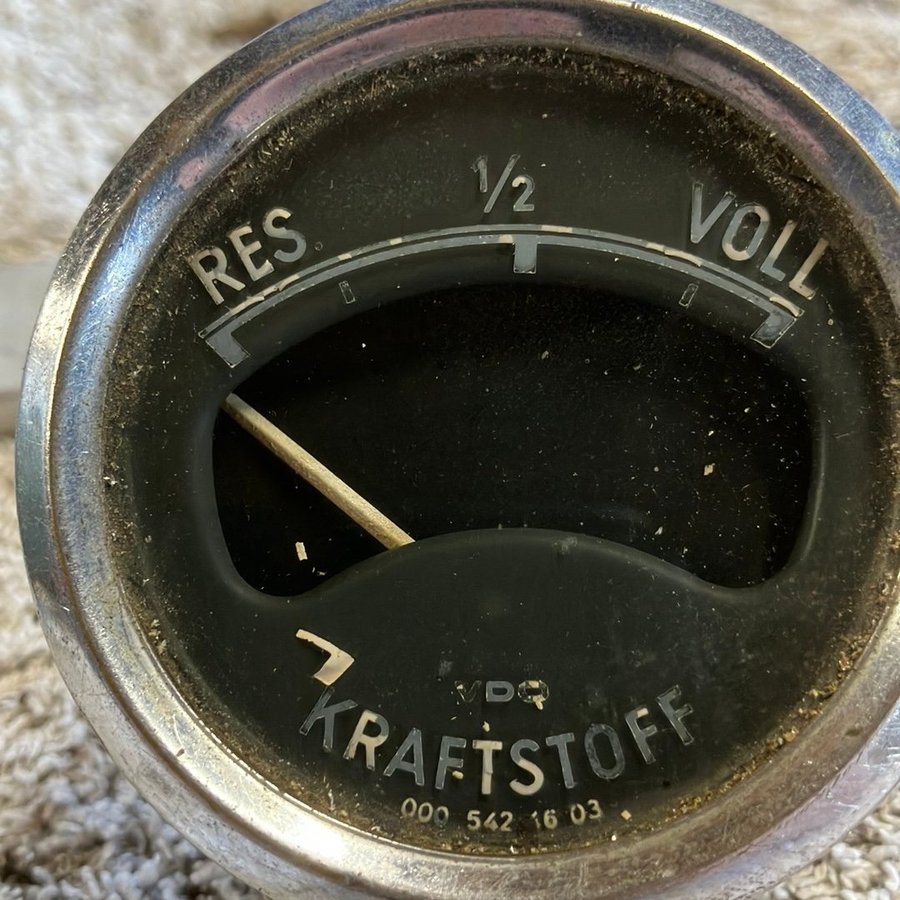 RES
1/2
VOLL
VDO
KRAFTSTOFF
000 542 16 03